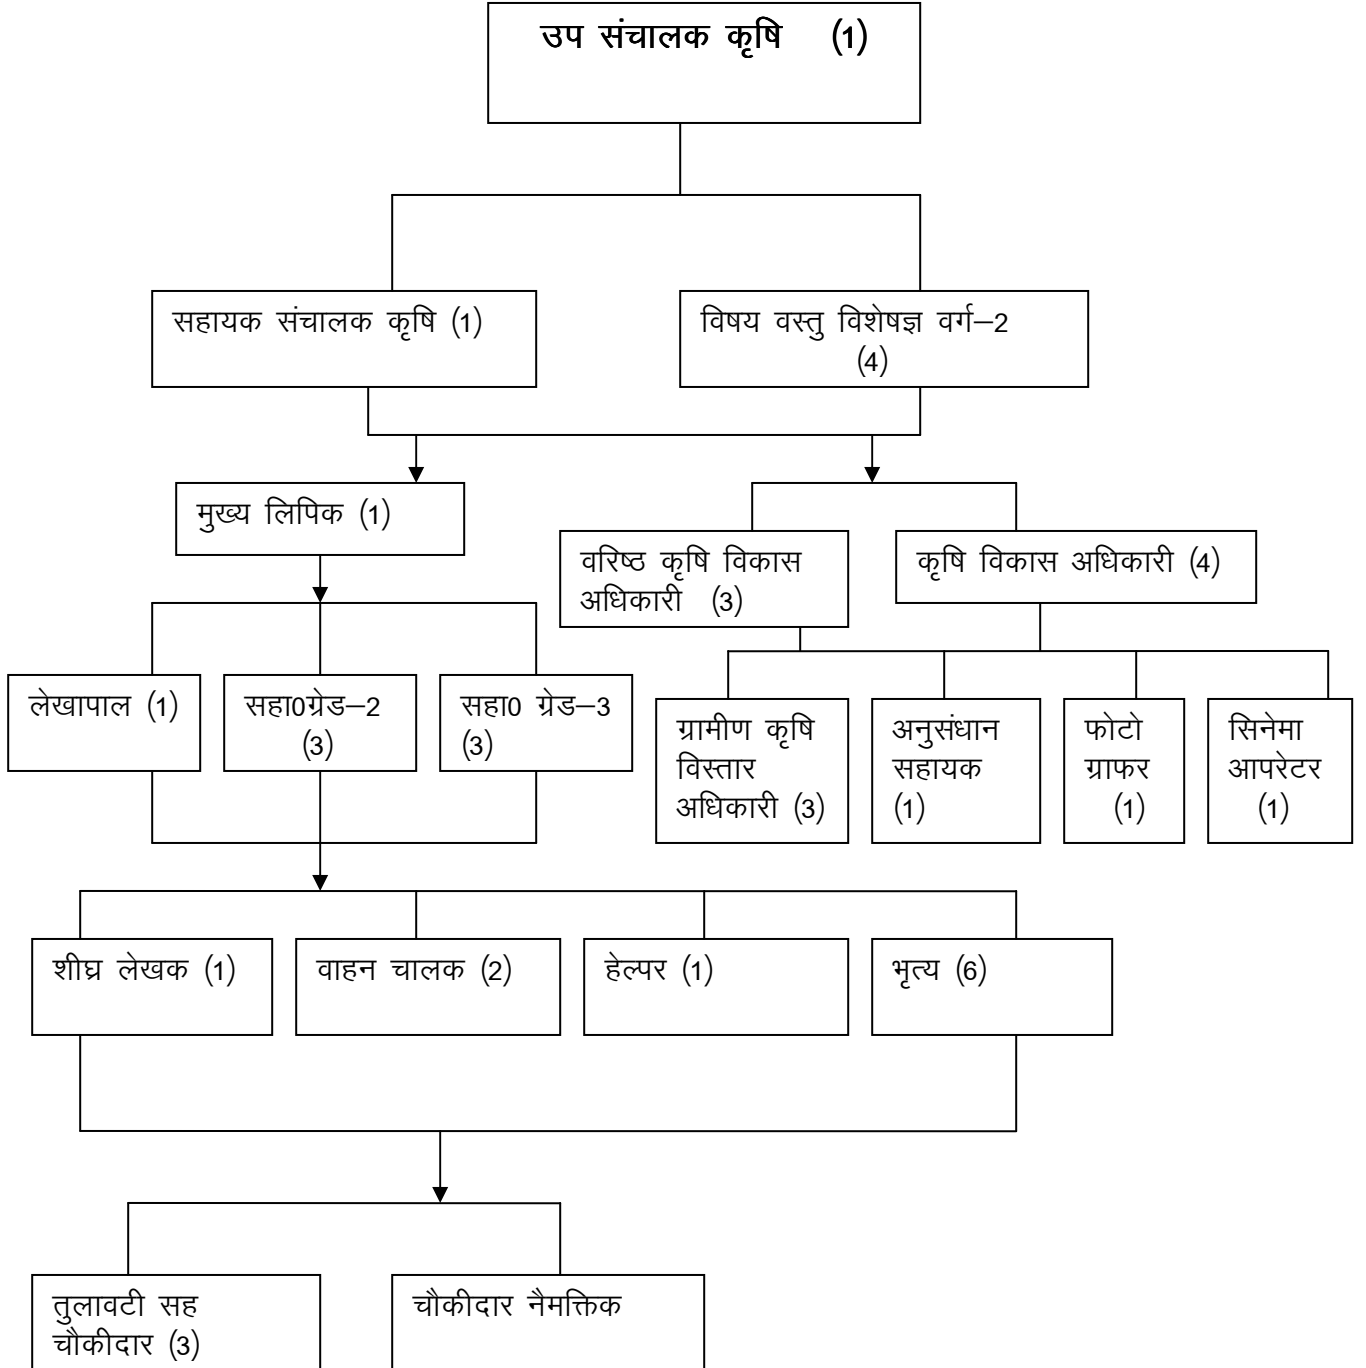 उप संचालक कृषि (1)
सहायक संचालक कृषि (1)
विषय वस्तु विशेषज्ञ वर्ग–2
(4)
मुख्य लिपिक (1)
वरिष्ठ कृषि विकास
अधिकारी (3)
कृषि विकास अधिकारी (4)
लेखापाल (1)
सहा0ग्रेड–2
(3)
सहा0 ग्रेड–3
(3)
ग्रामीण कृषि
विस्तार
अधिकारी (3)
अनुसंधान
सहायक
(1)
फोटो
ग्राफर
(1)
सिनेमा
आपरेटर
(1)
शीघ्र लेखक (1)
वाहन चालक (2)
हेल्पर (1)
भृत्य (6)
तुलावटी सह
चौकीदार (3)
चौकीदार नैमक्तिक